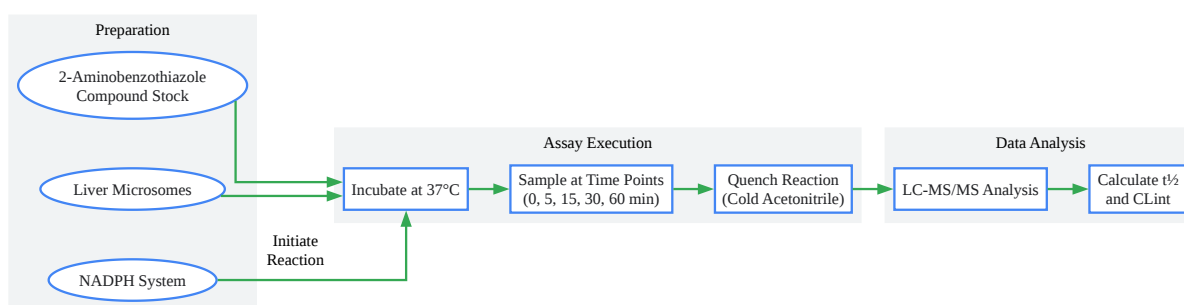 Preparation
2-Aminobenzothiazole
Compound Stock
Liver Microsomes
NADPH System
Initiate
Reaction
Assay Execution
Incubate at 37°C
Sample at Time Points
(0, 5, 15, 30, 60 min)
Quench Reaction
(Cold Acetonitrile)
Data Analysis
LC-MS/MS Analysis
Calculate t½
and CLint